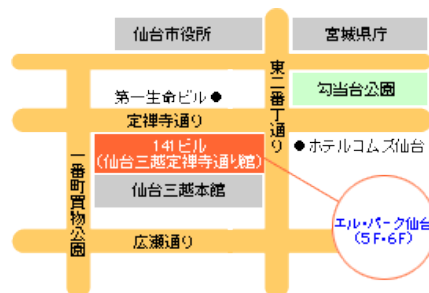 仙台市役所
宮城県庁
東二番丁通り
勾当台公園
第一生命ビル●
定禅寺通り
●ホテルコムズ仙台
一番町買物公園
141ビル
(仙台三越定禅寺通り館)
仙台三越本館
エル・パーク仙台
(5F・6F)
広瀬通り